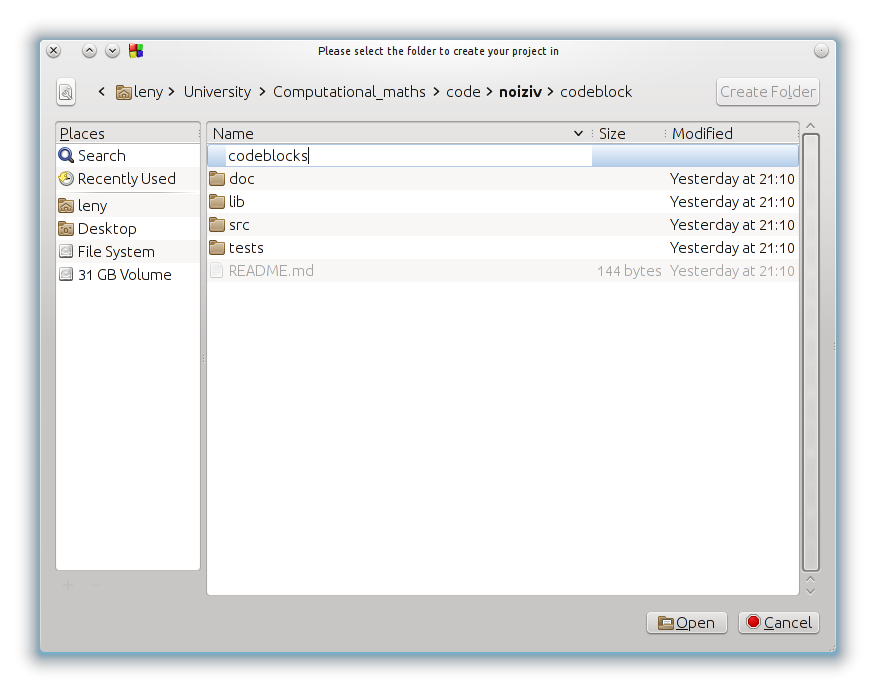 Please select the folder to create your project in
leny University Computational_maths code noiziv codeblock Create Folder
Places Name Size Modified
Search codeblocks
Recently Used doc Yesterday at 21:10
leny lib Yesterday at 21:10
Desktop src Yesterday at 21:10
File System tests Yesterday at 21:10
31 GB Volume README.md 144 bytes Yesterday at 21:10
Open Cancel